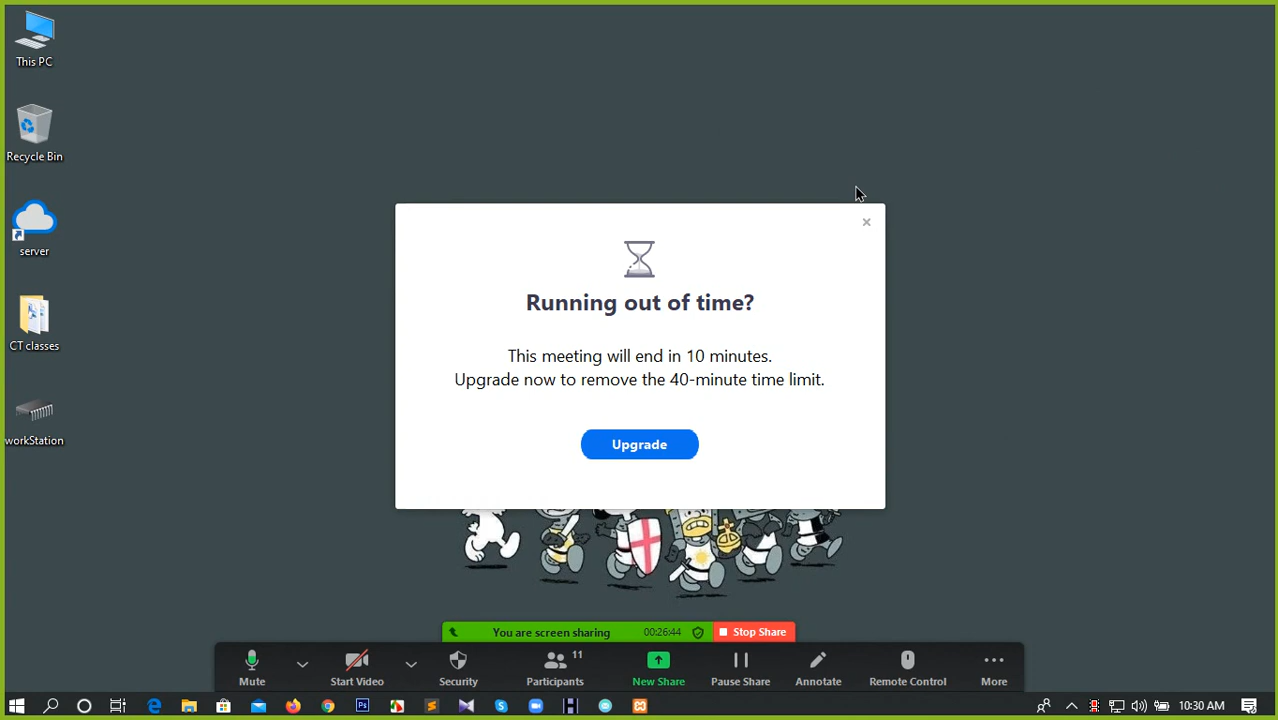 This PC
Recycle Bin
server
CT classes
workStation
×
Running out of time?
This meeting will end in 10 minutes.
Upgrade now to remove the 40-minute time limit.
Upgrade
You are screen sharing 00:26:44 Stop Share
11
Mute Start Video Security Participants New Share Pause Share Annotate Remote Control More
Ps
10:30 AM